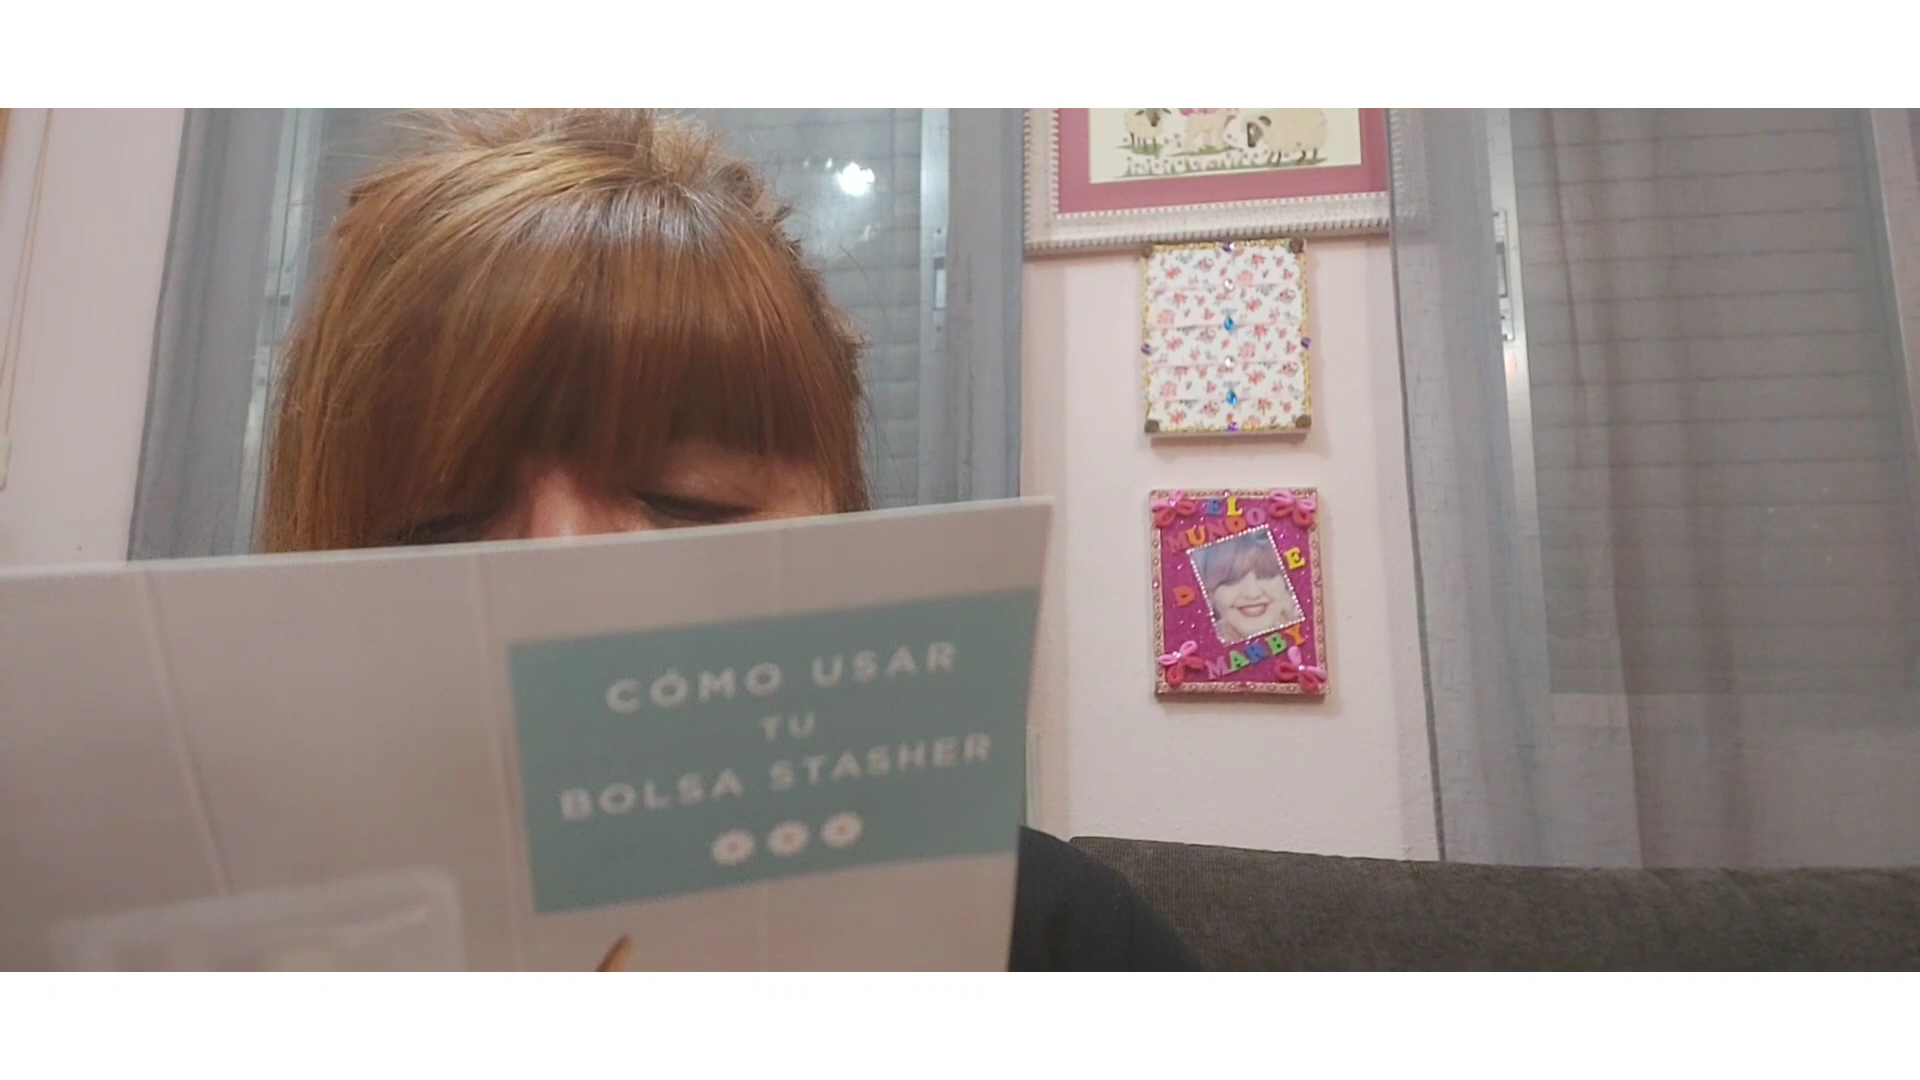 CÓMO USAR
TU
BOLSA STASHER
EL
MUNDO
DE
MARBY